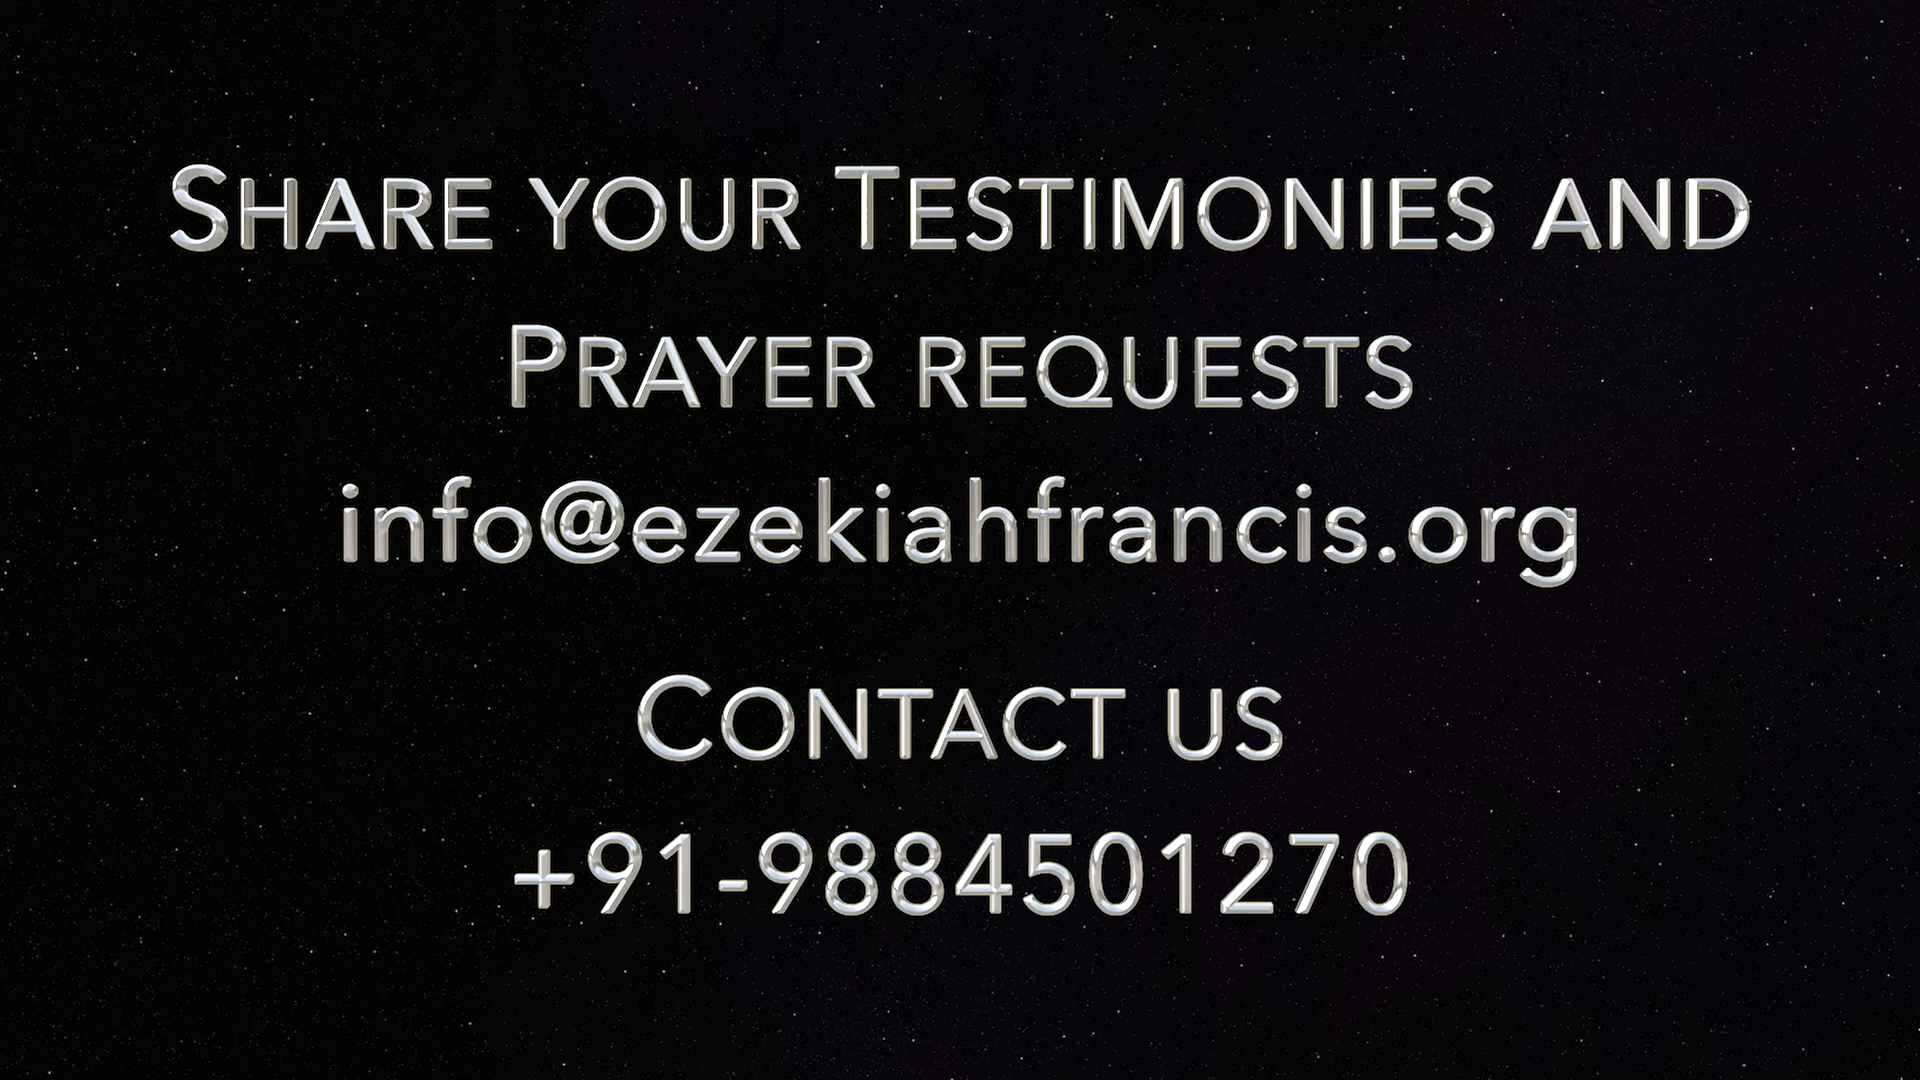 Share your Testimonies and
Prayer requests
info@ezekiahfrancis.org
Contact us
+91-9884501270